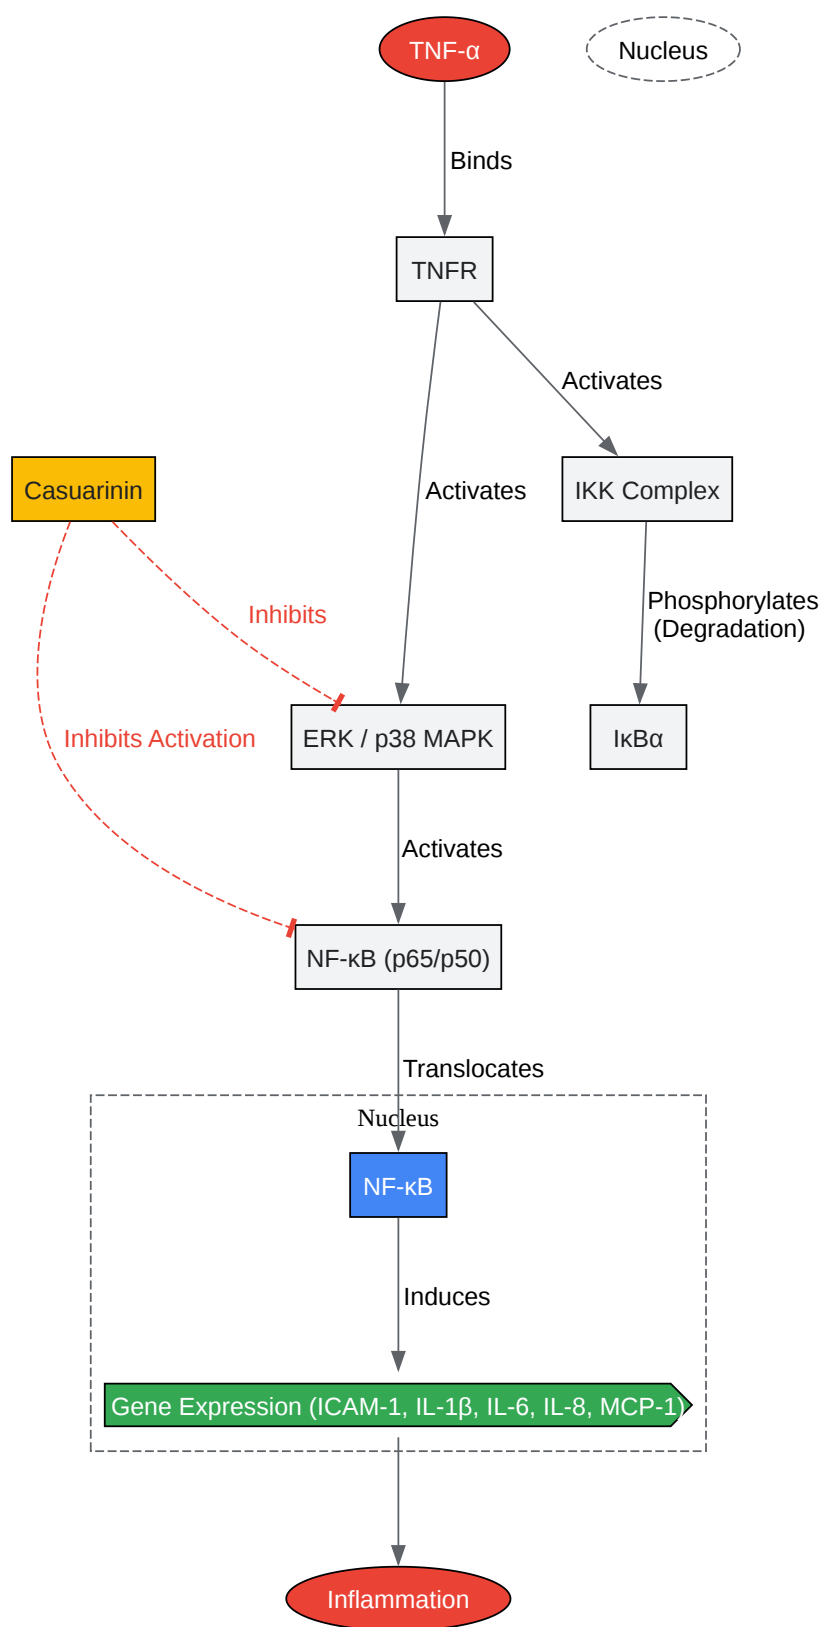 TNF-α
Nucleus
Binds
TNFR
Activates
Casuarinin
Activates
IKK Complex
Inhibits
Phosphorylates
(Degradation)
Inhibits Activation
ERK / p38 MAPK
IκBα
Activates
NF-κB (p65/p50)
Translocates
Nucleus
NF-κB
Induces
Gene Expression (ICAM-1, IL-1β, IL-6, IL-8, MCP-1)
Inflammation